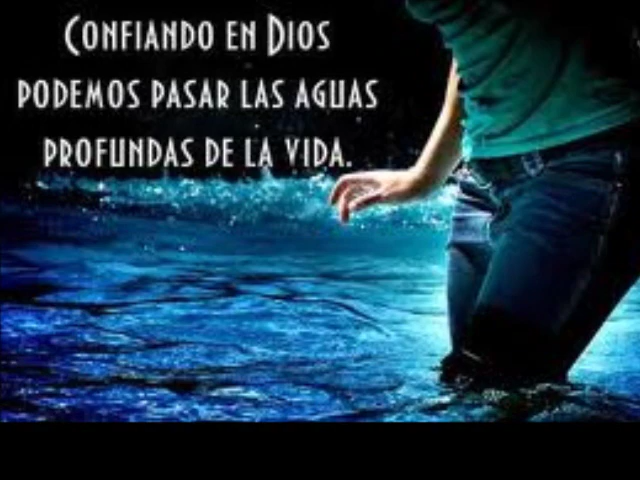 Confiando en Dios
podemos pasar las aguas
profundas de la vida.